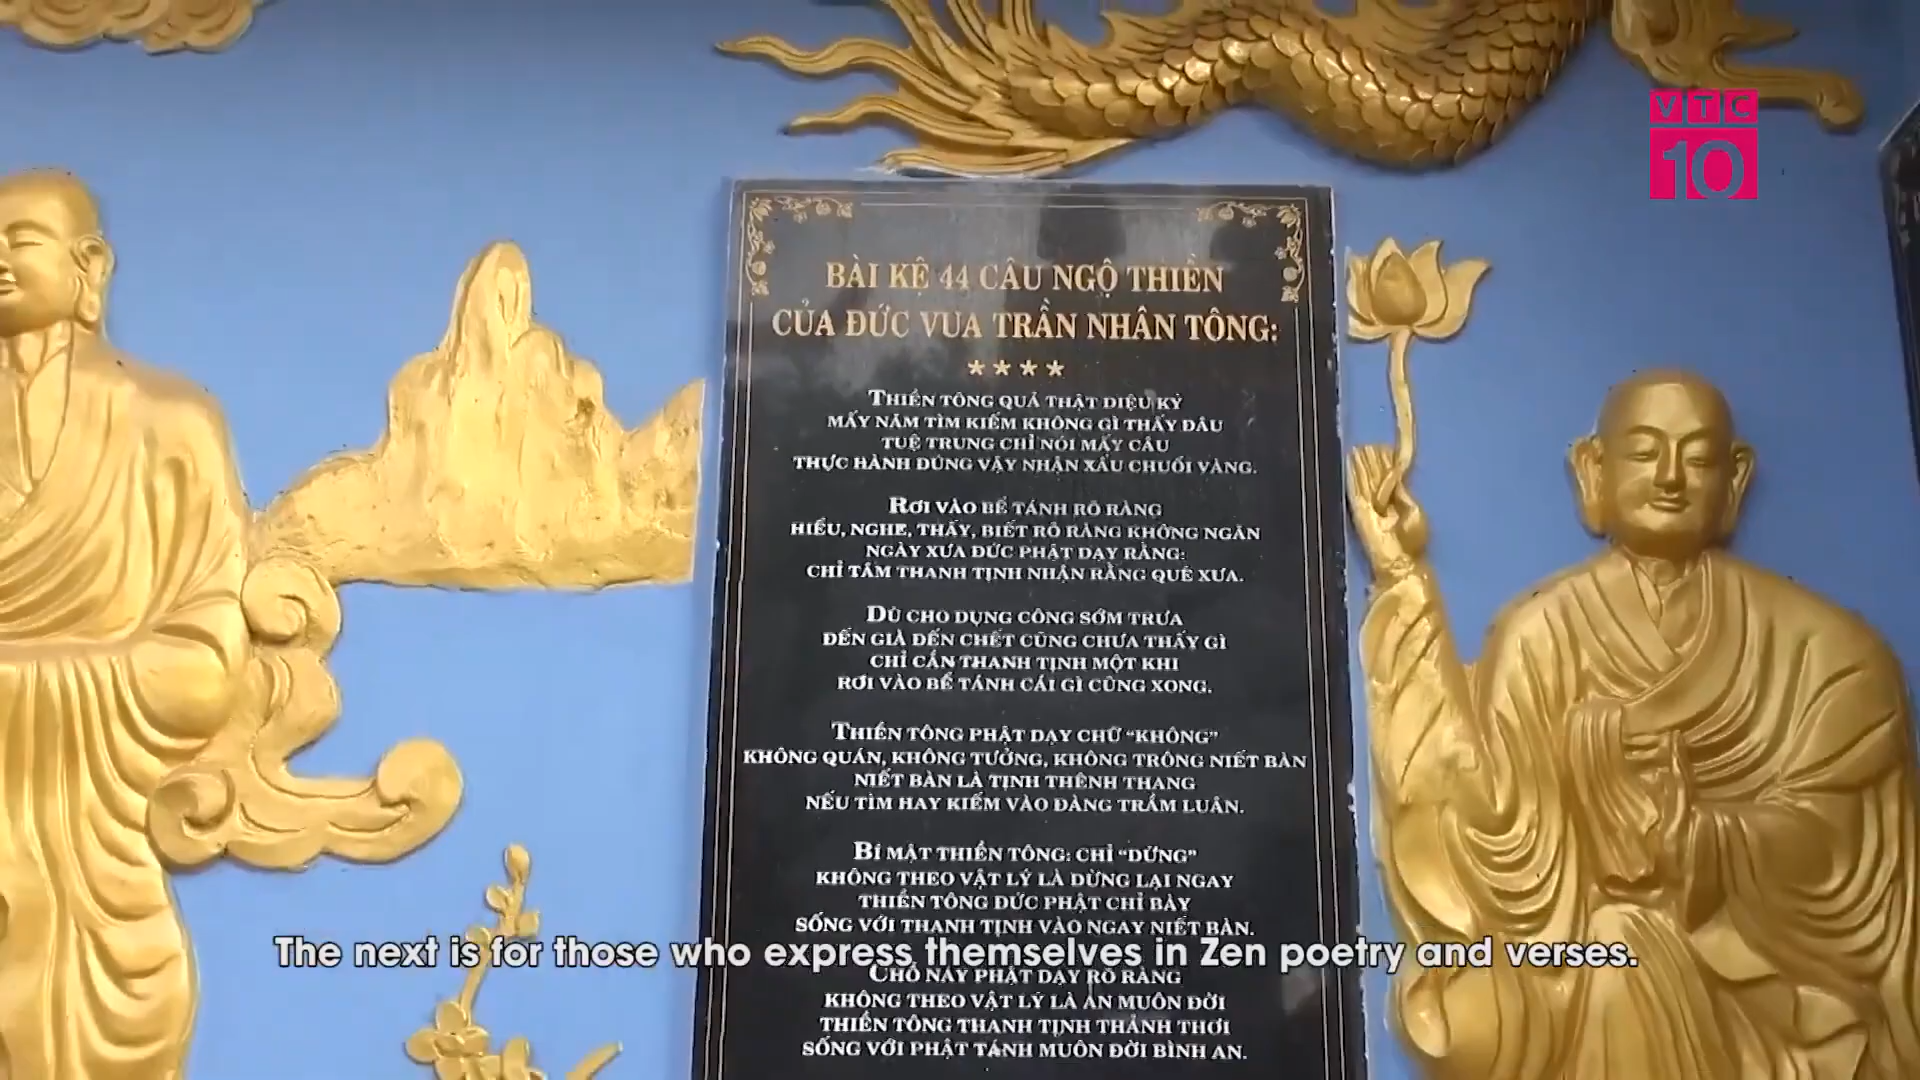 VTC
10
BÀI KỆ 44 CÂU NGỘ THIỀN
CỦA ĐỨC VUA TRẦN NHÂN TÔNG:
****
THIỀN TÔNG QUẢ THẬT DIỆU KỲ
MẤY NĂM TÌM KIẾM KHÔNG GÌ THẤY ĐÂU
TUỆ TRUNG CHỈ NÓI MẤY CÂU
THỰC HÀNH ĐÚNG VẬY NHẬN XÂU CHUỖI VÀNG.
RƠI VÀO BỂ TÁNH RÕ RÀNG
HIỂU, NGHE, THẤY, BIẾT RÕ RÀNG KHÔNG NGĂN
NGÀY XƯA ĐỨC PHẬT DẠY RẰNG:
CHỈ TÂM THANH TỊNH NHẬN RẰNG QUÊ XƯA.
DÙ CHO DỤNG CÔNG SỚM TRƯA
ĐẾN GIÀ ĐẾN CHẾT CŨNG CHƯA THẤY GÌ
CHỈ CẦN THANH TỊNH MỘT KHI
RƠI VÀO BỂ TÁNH CÁI GÌ CŨNG XONG.
THIỀN TÔNG PHẬT DẠY CHỮ “KHÔNG”
KHÔNG QUÁN, KHÔNG TƯỞNG, KHÔNG TRÔNG NIẾT BÀN
NIẾT BÀN LÀ TỊNH THÊNH THANG
NẾU TÌM HAY KIẾM VÀO ĐÀNG TRẦM LUÂN.
BÍ MẬT THIỀN TÔNG: CHỈ “DỪNG”
KHÔNG THEO VẬT LÝ LÀ DỪNG LẠI NGAY
THIỀN TÔNG ĐỨC PHẬT CHỈ BÀY
SỐNG VỚI THANH TỊNH VÀO NGAY NIẾT BÀN.
The next is for those who express themselves in Zen poetry and verses.
CHỖ NÀY PHẬT DẠY RÕ RÀNG
KHÔNG THEO VẬT LÝ LÀ AN MUÔN ĐỜI
THIỀN TÔNG THANH TỊNH THẢNH THƠI
SỐNG VỚI PHẬT TÁNH MUÔN ĐỜI BÌNH AN.